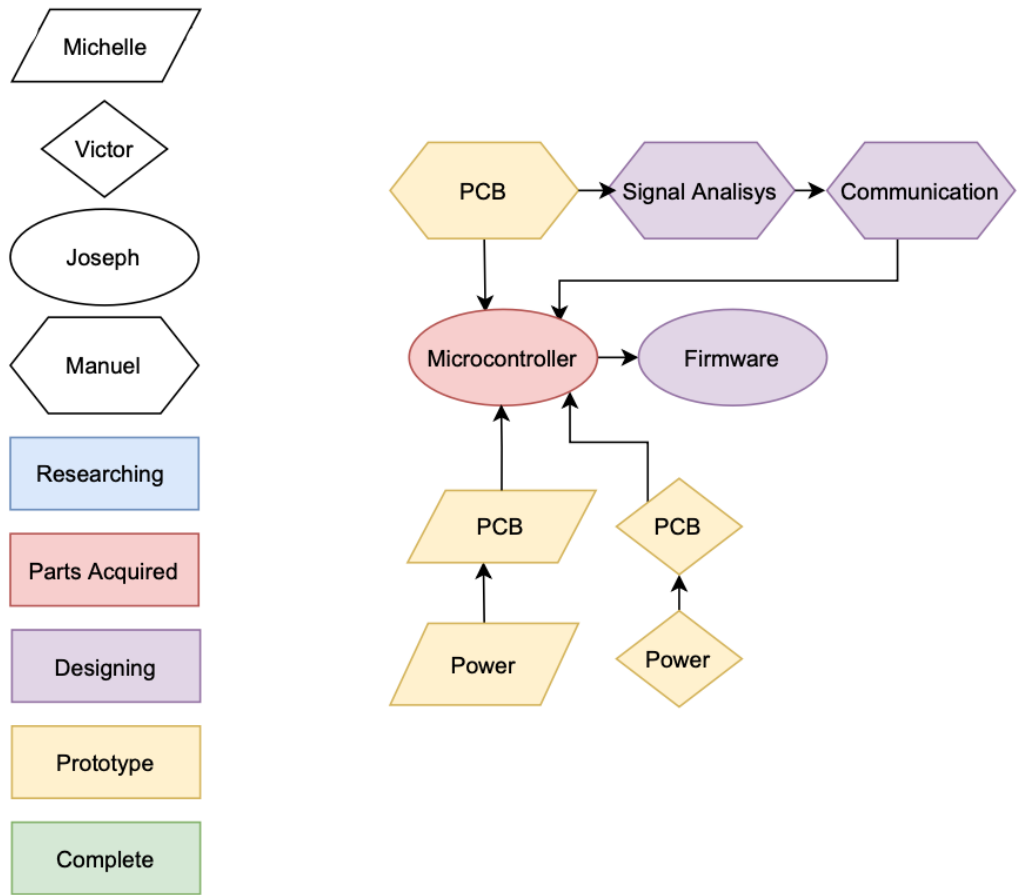 Michelle
Victor
Joseph
Manuel
Researching
Parts Acquired
Designing
Prototype
Complete
PCB
Signal Analisys
Communication
Microcontroller
Firmware
PCB
PCB
Power
Power